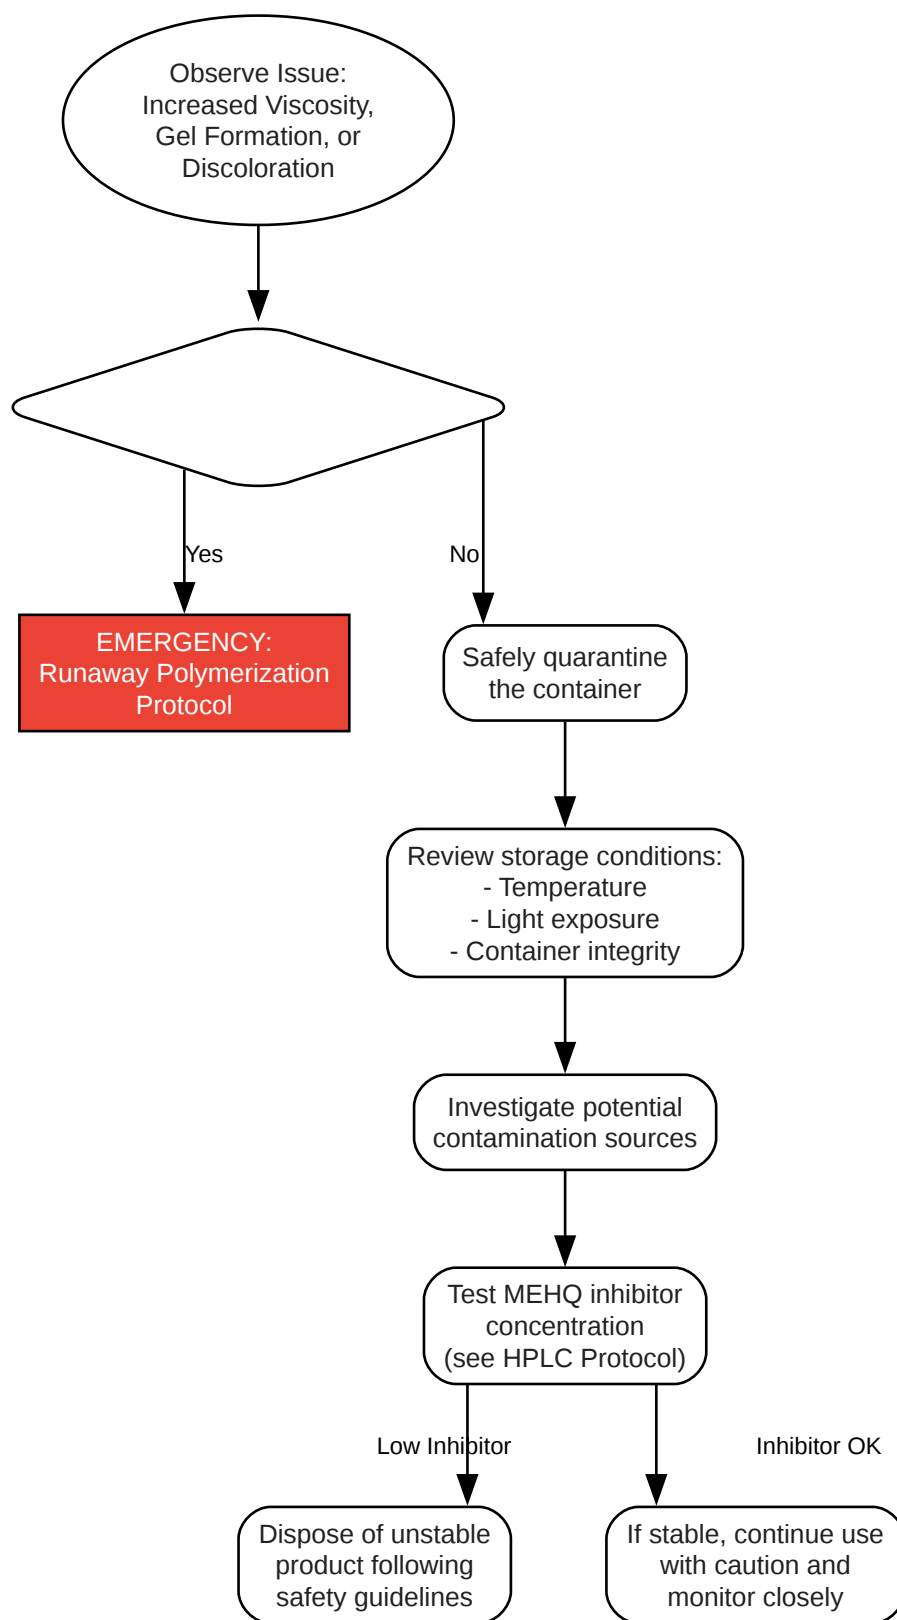 Observe Issue:
Increased Viscosity,
Gel Formation, or
Discoloration
Yes
No
EMERGENCY:
Runaway Polymerization
Protocol
Safely quarantine
the container
Review storage conditions:
- Temperature
- Light exposure
- Container integrity
Investigate potential
contamination sources
Test MEHQ inhibitor
concentration
(see HPLC Protocol)
Low Inhibitor
Inhibitor OK
Dispose of unstable
product following
safety guidelines
If stable, continue use
with caution and
monitor closely